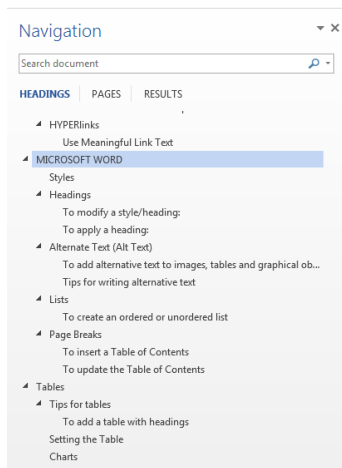 Navigation
Search document
HEADINGS PAGES RESULTS
HYPERlinks
Use Meaningful Link Text
MICROSOFT WORD
Styles
Headings
To modify a style/heading:
To apply a heading:
Alternate Text (Alt Text)
To add alternative text to images, tables and graphical ob...
Tips for writing alternative text
Lists
To create an ordered or unordered list
Page Breaks
To insert a Table of Contents
To update the Table of Contents
Tables
Tips for tables
To add a table with headings
Setting the Table
Charts